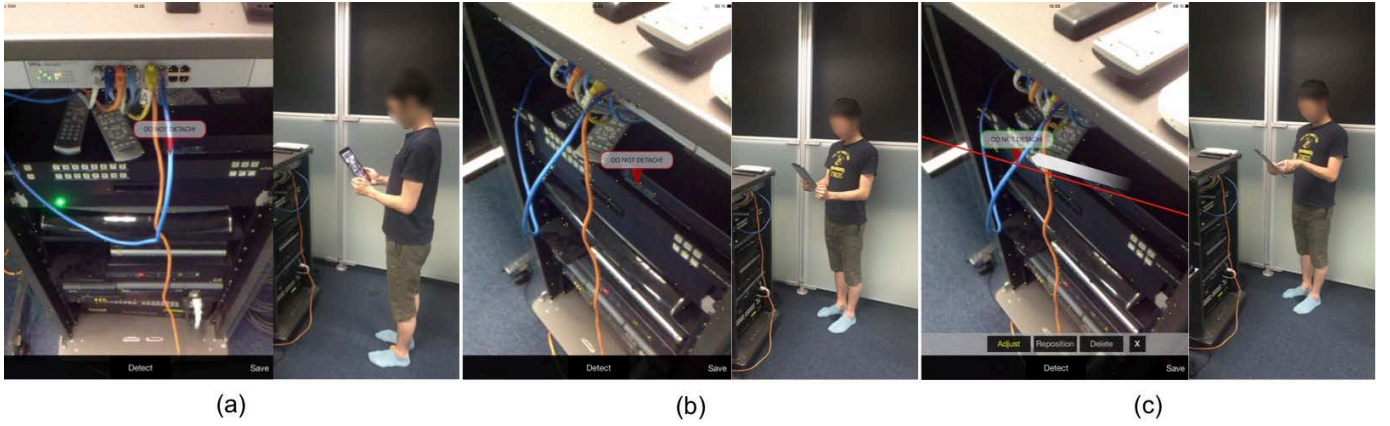 DO NOT DETACH!
Detect
Save
DO NOT DETACH!
Detect
Save
DO NOT DETACH!
Adjust
Reposition
Delete
X
Detect
Save
(a)
(b)
(c)